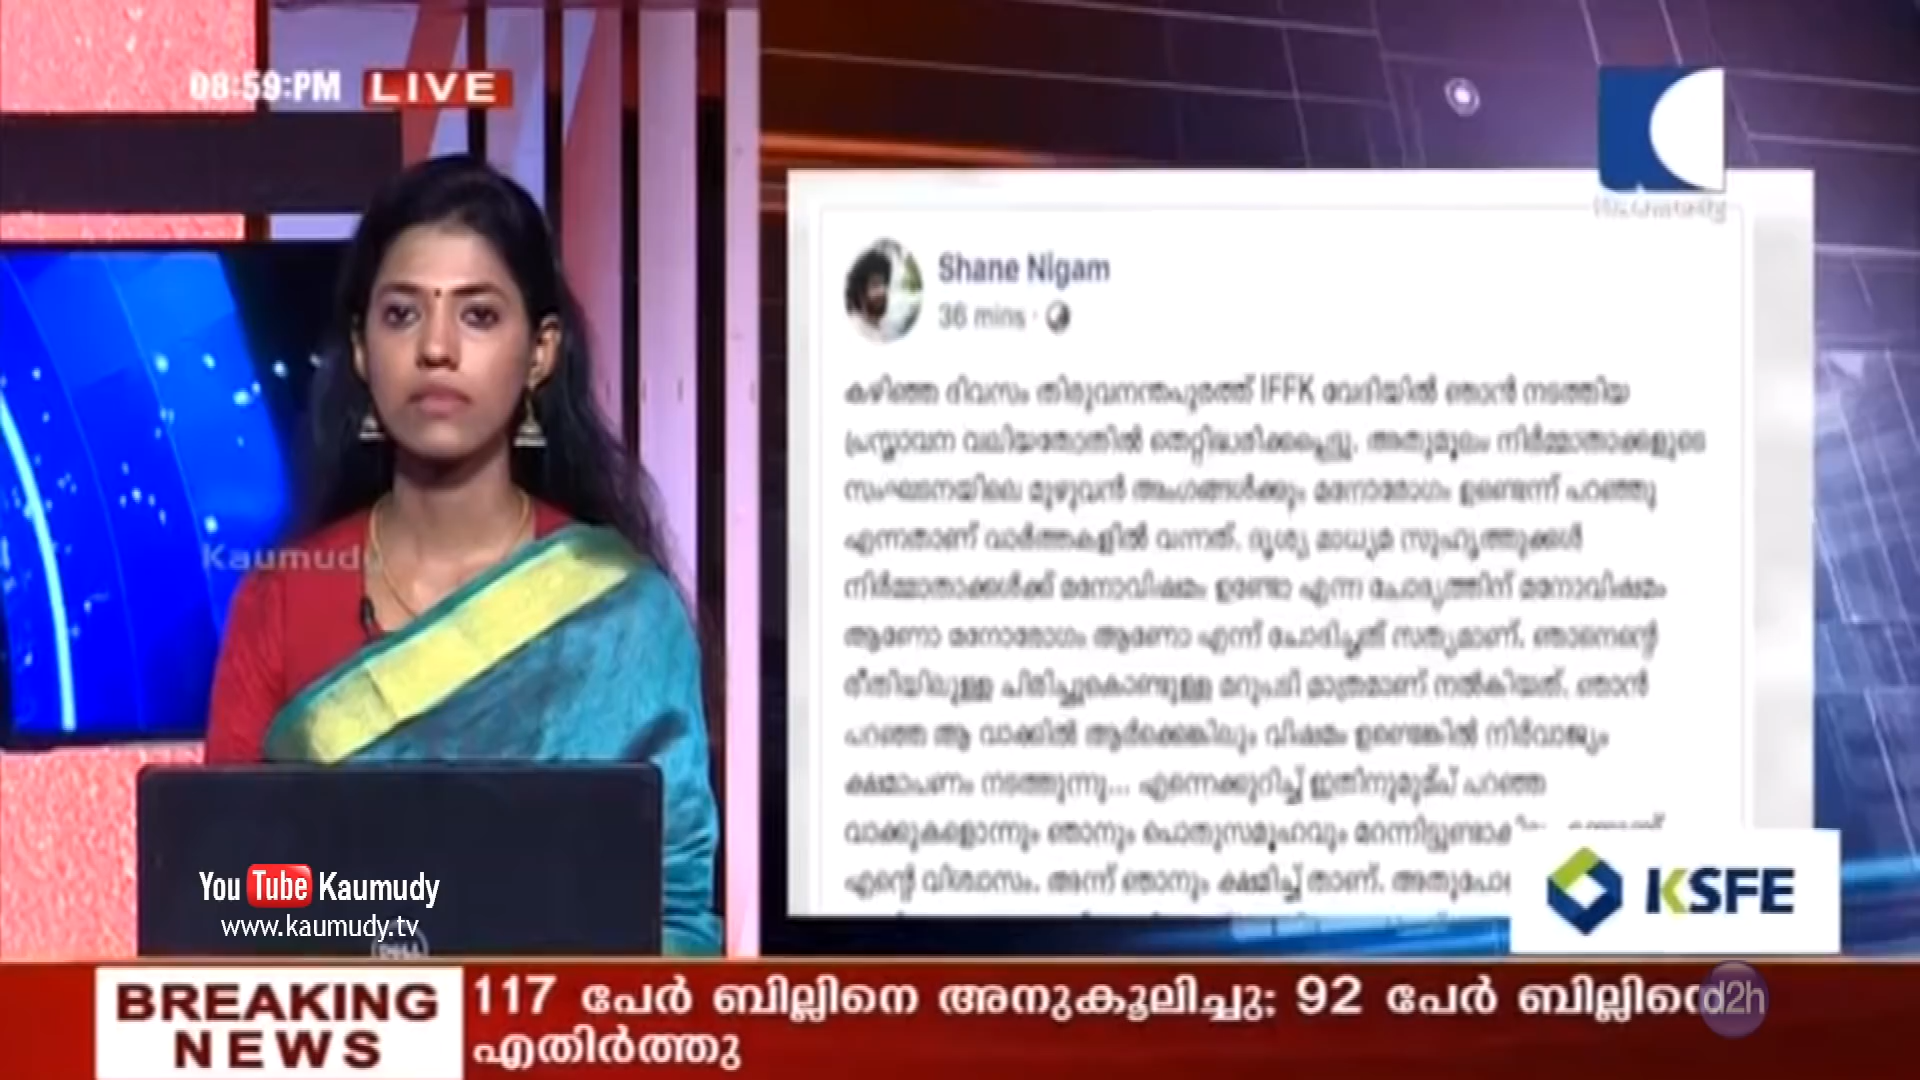 08:59:PM LIVE
Shane Nigam
36 mins
കഴിഞ്ഞ ദിവസം തിരുവനന്തപുരത്ത് IFFK വേദിയിൽ ഞാൻ നടത്തിയ
പ്രസ്താവന വലിയതോതിൽ തെറ്റിദ്ധരിക്കപ്പെട്ടു. അതുമൂലം നിർമ്മാതാക്കളുടെ
സംഘടനയിലെ മുഴുവൻ അംഗങ്ങൾക്കും മനോരോഗം ഉണ്ടെന്ന് പറഞ്ഞു
എന്നതാണ് വാർത്തകളിൽ വന്നത്. ദൃശ്യ മാധ്യമ സുഹൃത്തുക്കൾ
നിർമ്മാതാക്കൾക്ക് മനോവിഷമം ഉണ്ടോ എന്ന ചോദ്യത്തിന് മനോവിഷമം
ആണോ മനോരോഗം ആണോ എന്ന് ചോദിച്ചത് സത്യമാണ്. ഞാനെന്റെ
രീതിയിലുള്ള ചിരിച്ചുകൊണ്ടുള്ള മറുപടി മാത്രമാണ് നൽകിയത്. ഞാൻ
പറഞ്ഞ ആ വാക്കിൽ ആർക്കെങ്കിലും വിഷമം ഉണ്ടെങ്കിൽ നിർവാജ്യം
ക്ഷമാപണം നടത്തുന്നു... എന്നെക്കുറിച്ച് ഇതിനുമുമ്പ് പറഞ്ഞ
വാക്കുകളൊന്നും ഞാനും പൊതുസമൂഹവും
എന്റെ വിശ്വാസം. അന്ന് ഞാനും ക്ഷമിച്ച് താണ്.
Kaumudy
You Tube Kaumudy
www.kaumudy.tv
DELL
KSFE
BREAKING
NEWS
117 പേർ ബില്ലിനെ അനുകൂലിച്ചു; 92 പേർ ബില്ലിനെ
എതിർത്തു
d2h